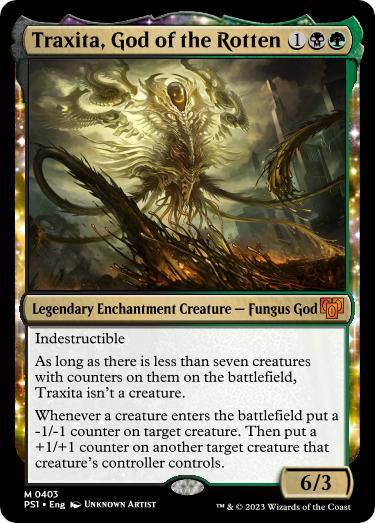 Traxita, God of the Rotten 1
Legendary Enchantment Creature — Fungus God
Indestructible
As long as there is less than seven creatures
with counters on them on the battlefield,
Traxita isn't a creature.
Whenever a creature enters the battlefield put a
-1/-1 counter on target creature. Then put a
+1/+1 counter on another target creature that
creature's controller controls.
6/3
M 0403
PS1 • Eng Unknown Artist
™ & © 2023 Wizards of the Coast